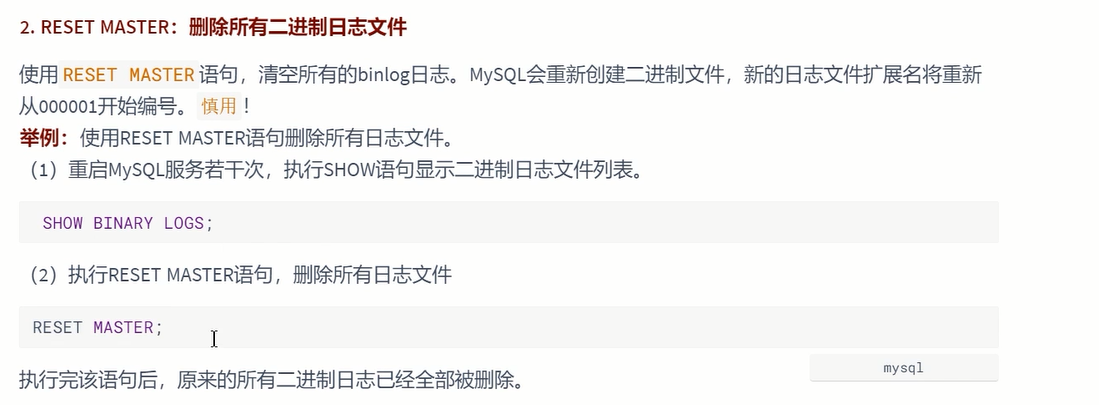 2. RESET MASTER：删除所有二进制日志文件
使用RESET MASTER语句，清空所有的binlog日志。MySQL会重新创建二进制文件，新的日志文件扩展名将重新
从000001开始编号。慎用！
举例：使用RESET MASTER语句删除所有日志文件。
（1）重启MySQL服务若干次，执行SHOW语句显示二进制日志文件列表。
SHOW BINARY LOGS;
（2）执行RESET MASTER语句，删除所有日志文件
RESET MASTER;
mysql
执行完该语句后，原来的所有二进制日志已经全部被删除。